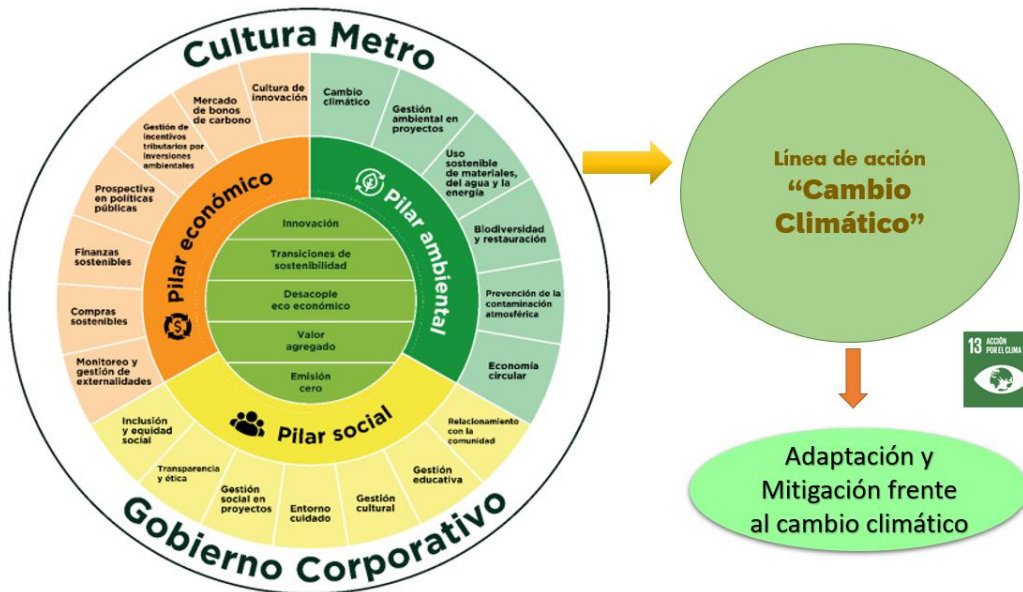 Cultura Metro
Cultura de
innovación
Mercado
de bonos
de carbono
Gestión de
incentivos
tributarios por
inversiones
ambientales
Prospectiva
en políticas
públicas
Finanzas
sostenibles
Compras
sostenibles
Monitoreo y
gestión de
externalidades
Pilar económico
Cambio
climático
Gestión
ambiental en
proyectos
Uso
sostenible
de materiales,
del agua y la
energía
Biodiversidad
y restauración
Prevención de la
contaminación
atmosférica
Economía
circular
Pilar ambiental
Innovación
Transiciones de
sostenibilidad
Desacople
eco económico
Valor
agregado
Emisión
cero
Pilar social
Inclusión
y equidad
social
Transparencia
y ética
Gestión
social en
proyectos
Entorno
cuidado
Gestión
cultural
Gestión
educativa
Relacionamiento
con la
comunidad
Gobierno Corporativo
Línea de acción
“Cambio
Climático”
13 ACCIÓN
POR EL CLIMA
Adaptación y
Mitigación frente
al cambio climático